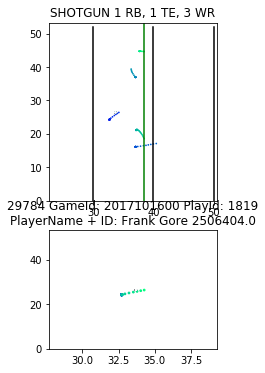 SHOTGUN 1 RB, 1 TE, 3 WR
50
40
30
20
10
0
30 40 50
29784 GameId: 2017101600 PlayId: 1819
PlayerName + ID: Frank Gore 2506404.0
40
20
0
30.0 32.5 35.0 37.5